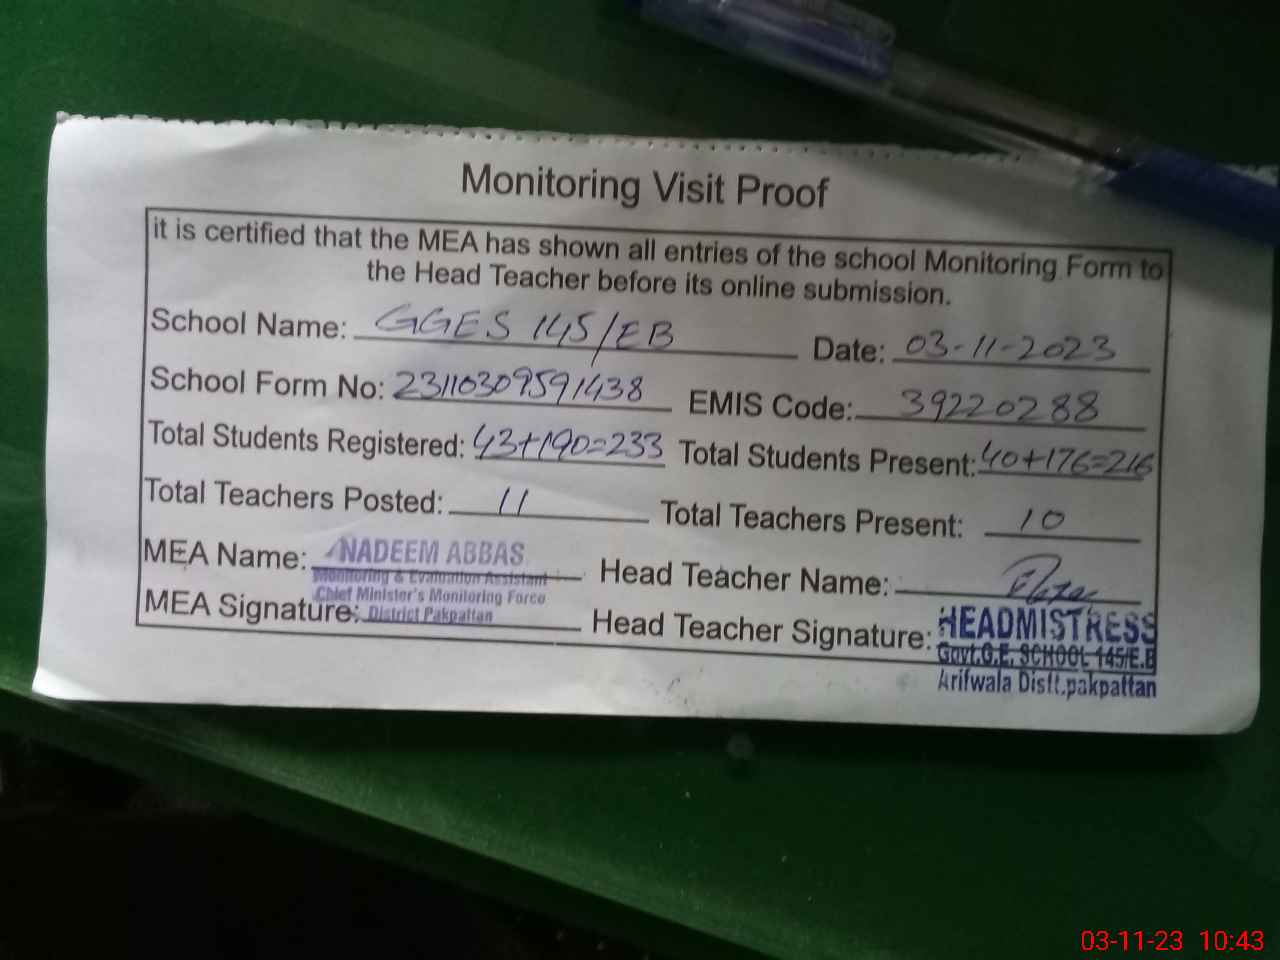 Monitoring Visit Proof
it is certified that the MEA has shown all entries of the school Monitoring Form to
the Head Teacher before its online submission.
School Name: GGES 145/EB Date: 03-11-2023
School Form No: 23110309591438 EMIS Code: 39220288
Total Students Registered: 43+190=233 Total Students Present: 40+176=216
Total Teachers Posted: 11 Total Teachers Present: 10
MEA Name: NADEEM ABBAS Head Teacher Name:
Monitoring & Evaluation Assistant
Chief Minister's Monitoring Force
MEA Signature: District Pakpattan Head Teacher Signature: HEADMISTRESS
Govt.G.E. SCHOOL 145/E.B
Arifwala Distt.pakpattan
03-11-23 10:43